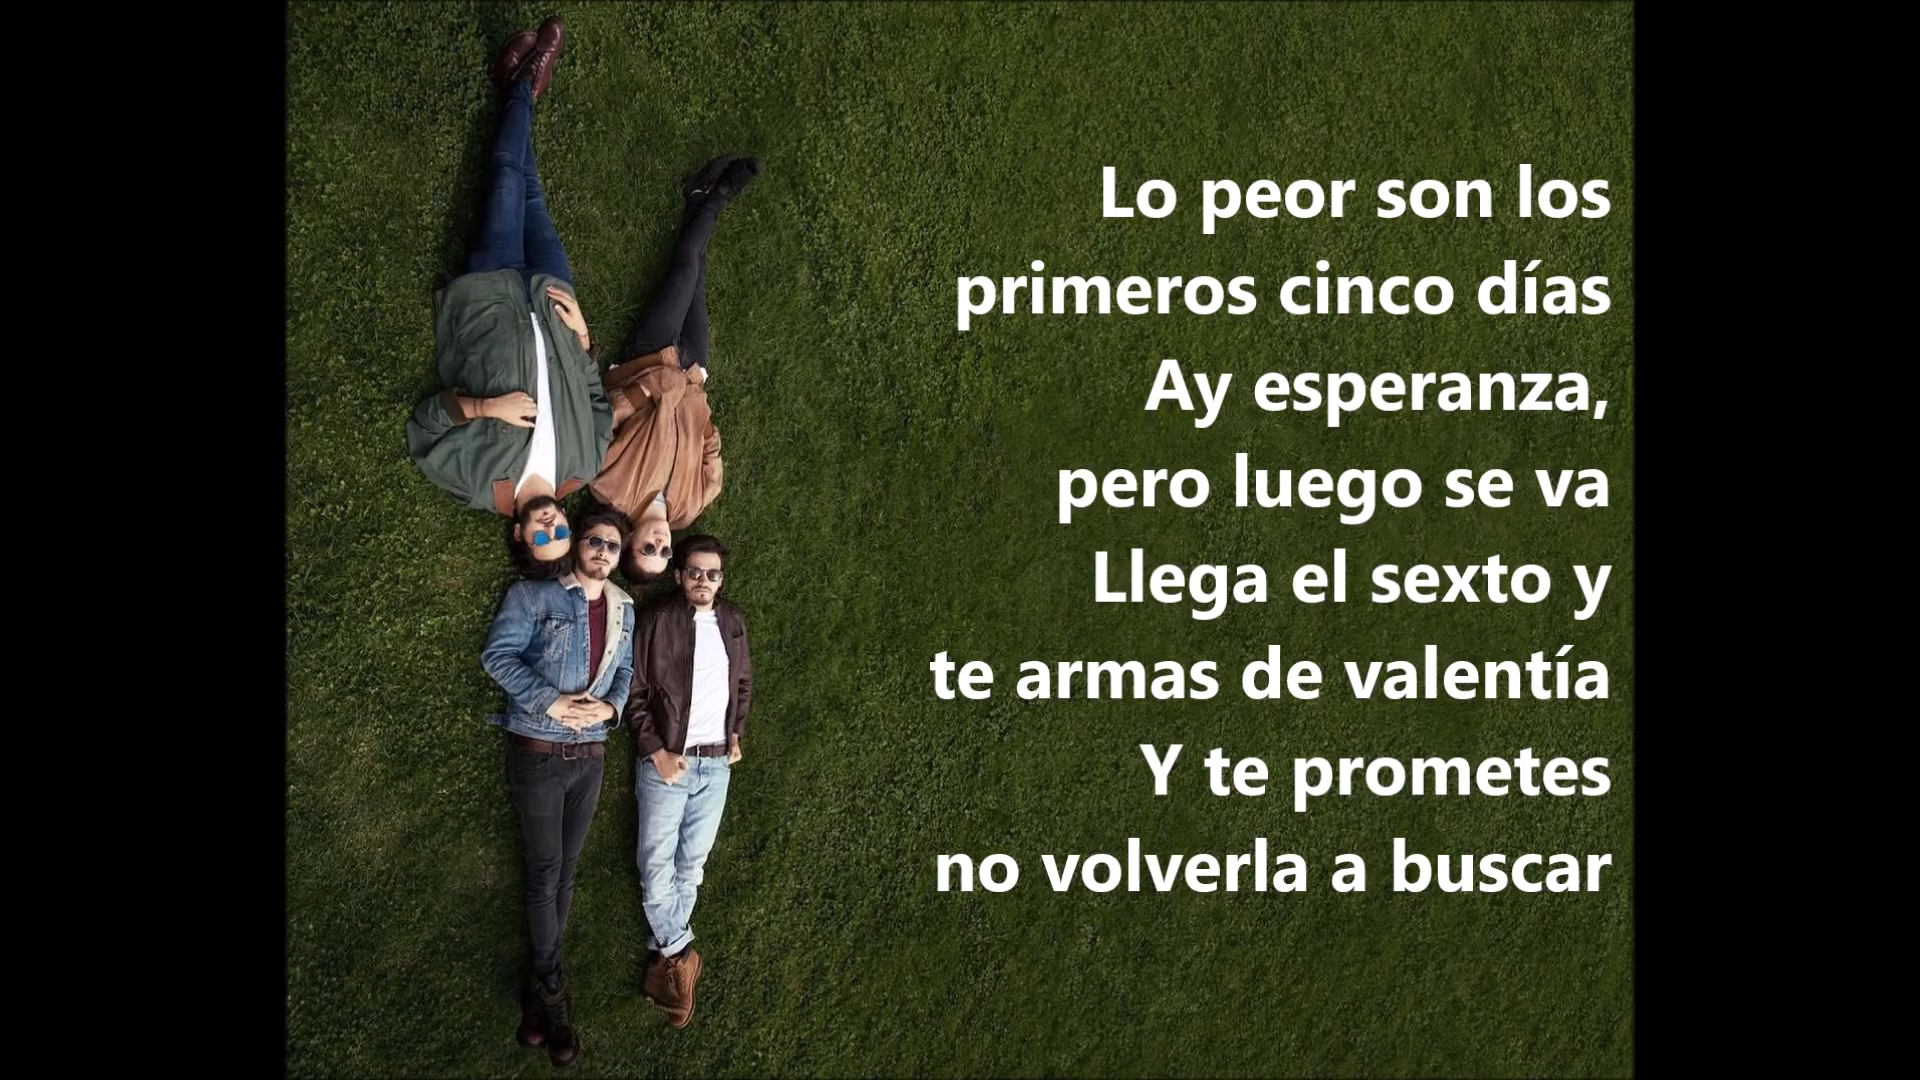 Lo peor son los
primeros cinco días
Ay esperanza,
pero luego se va
Llega el sexto y
te armas de valentía
Y te prometes
no volverla a buscar